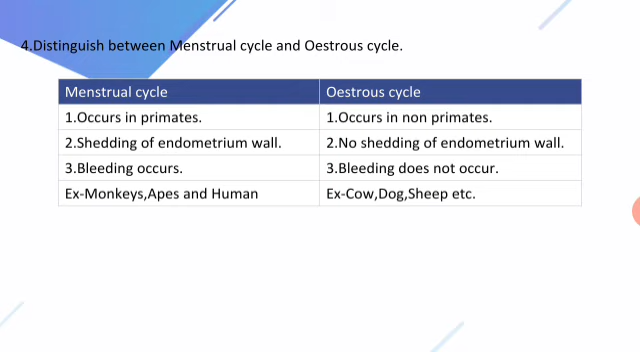 4.Distinguish between Menstrual cycle and Oestrous cycle.
Menstrual cycle Oestrous cycle
1.Occurs in primates. 1.Occurs in non primates.
2.Shedding of endometrium wall. 2.No shedding of endometrium wall.
3.Bleeding occurs. 3.Bleeding does not occur.
Ex-Monkeys,Apes and Human Ex-Cow,Dog,Sheep etc.